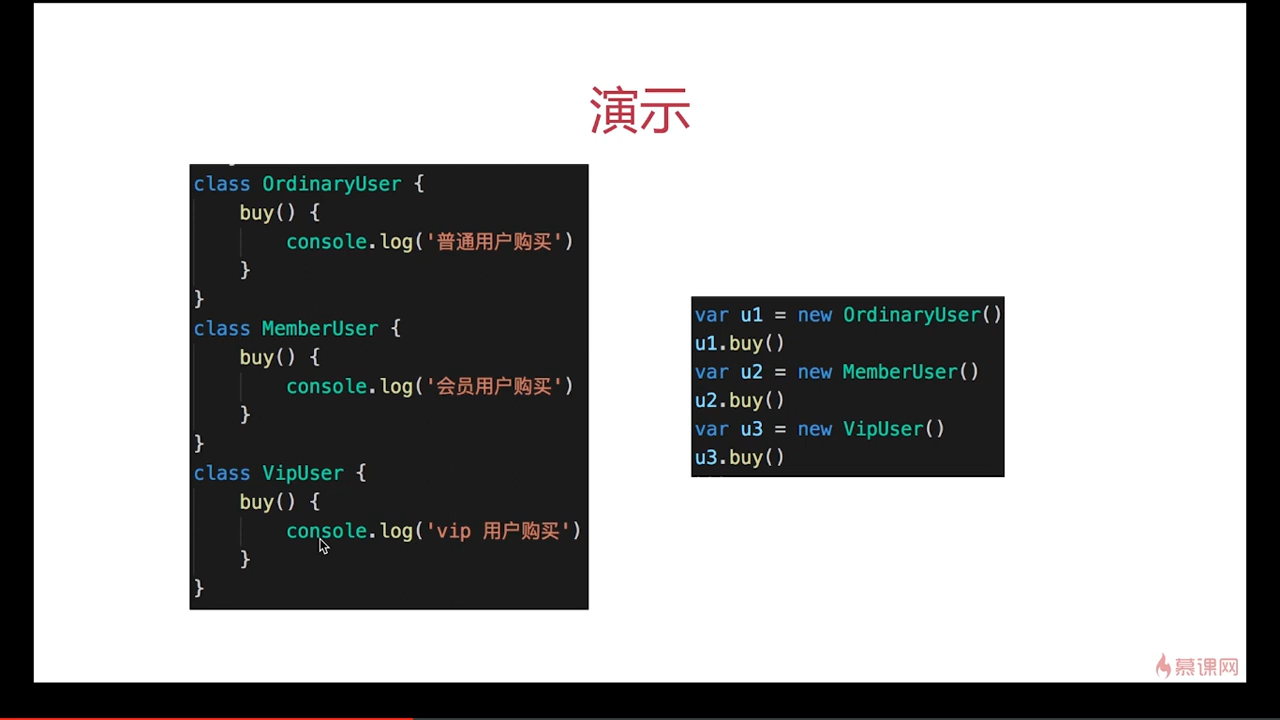 演示
class OrdinaryUser {
buy() {
console.log('普通用户购买')
}
}
class MemberUser {
buy() {
console.log('会员用户购买')
}
}
class VipUser {
buy() {
console.log('vip 用户购买')
}
}
var u1 = new OrdinaryUser()
u1.buy()
var u2 = new MemberUser()
u2.buy()
var u3 = new VipUser()
u3.buy()
慕课网